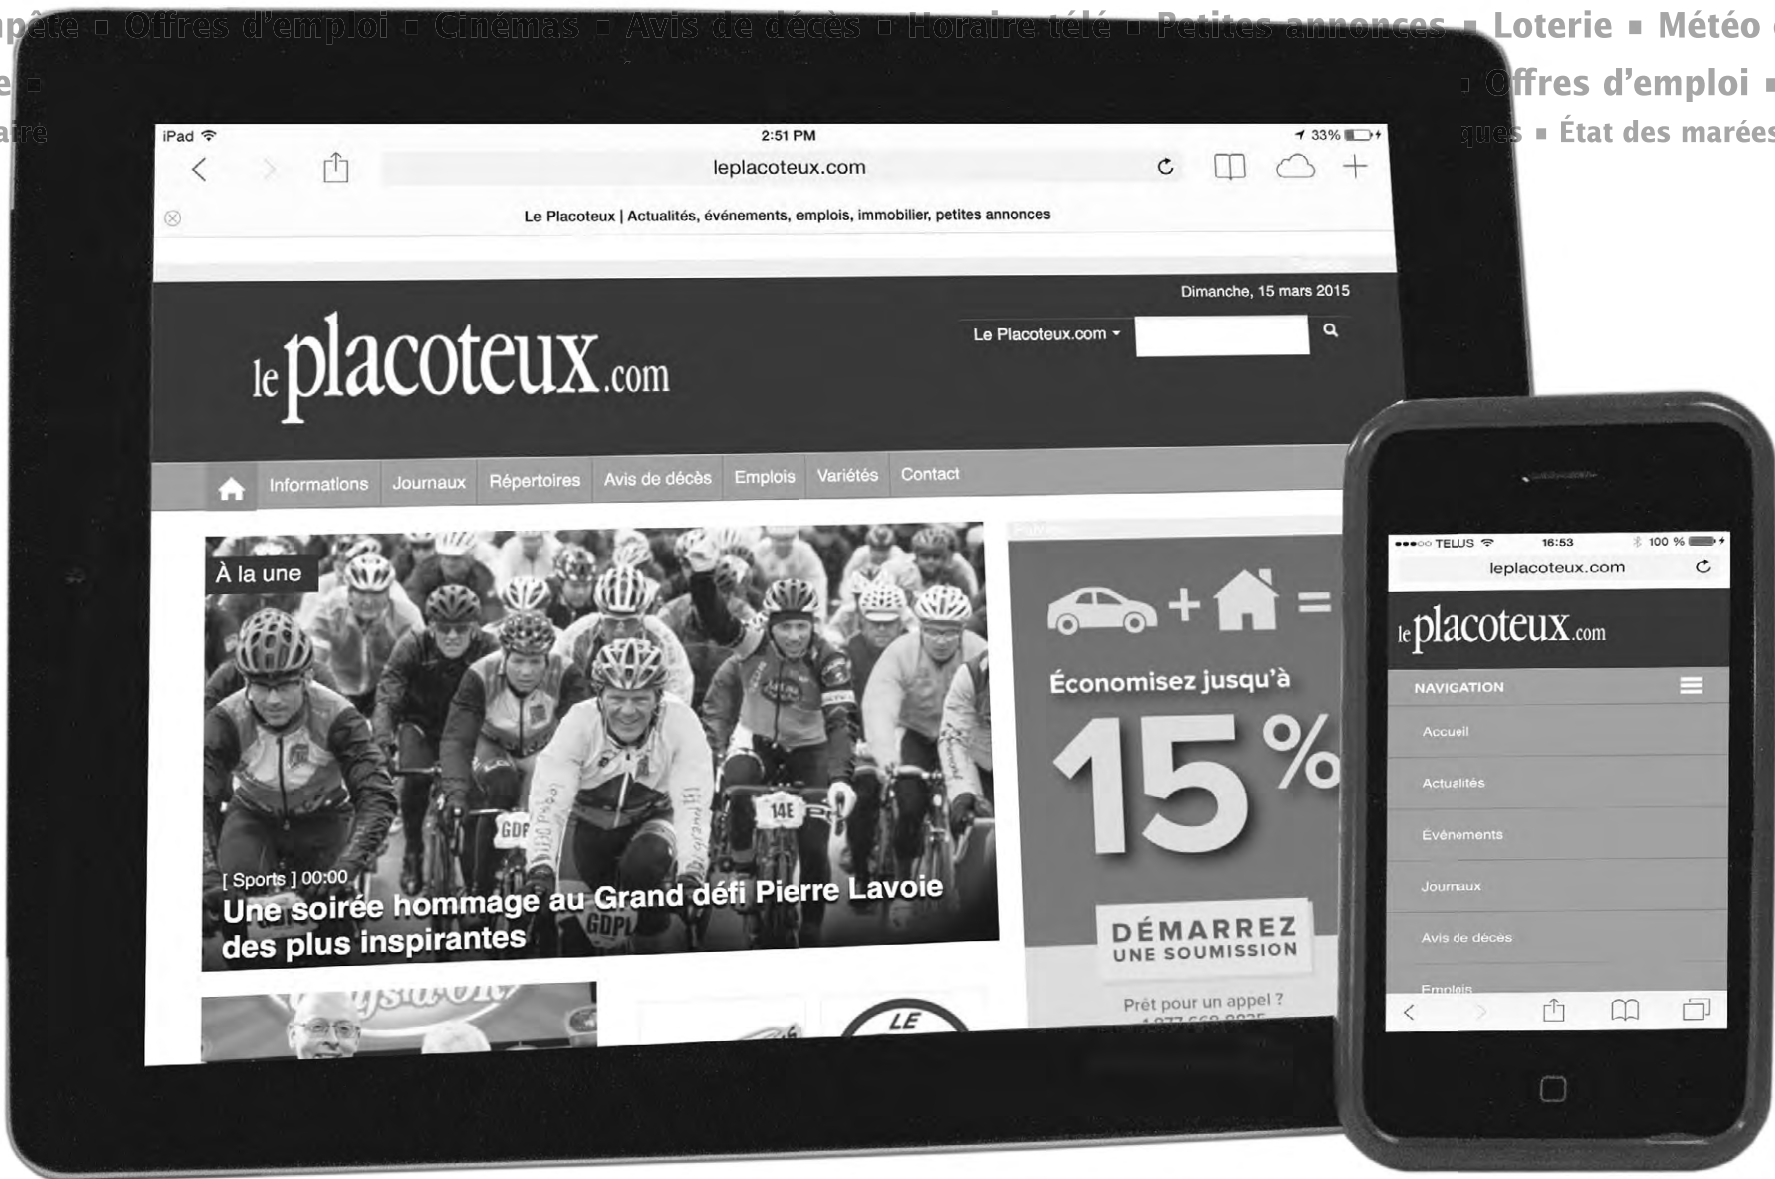 Offres d'emploi ▪ Cinémas ▪ Avis de décès ▪ Horaire télé ▪ Petites annonces ▪ Loterie ▪ Météo
▪ Offres d'emploi ▪
▪ État des marées
iPad
2:51 PM
33%
leplacoteux.com
Le Placoteux | Actualités, événements, emplois, immobilier, petites annonces
Dimanche, 15 mars 2015
le placoteux.com
Le Placoteux.com
Informations
Journaux
Répertoires
Avis de décès
Emplois
Variétés
Contact
À la une
14E
[ Sports ] 00:00
Une soirée hommage au Grand défi Pierre Lavoie
des plus inspirantes
GDPL
LE
+ =
Économisez jusqu'à
15%
DÉMARREZ
UNE SOUMISSION
Prêt pour un appel ?
TELUS
16:53
100 %
leplacoteux.com
le placoteux.com
NAVIGATION
Accueil
Actualités
Événements
Journaux
Avis de décès
Emplois